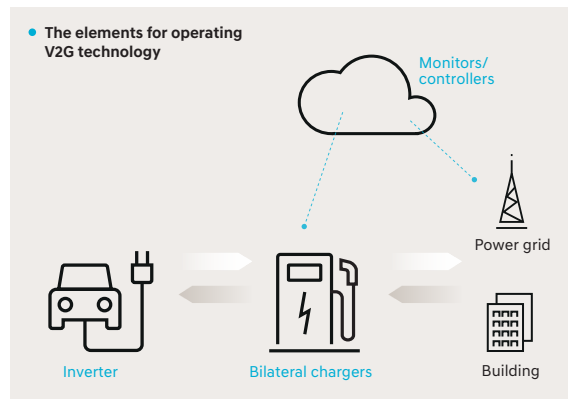 The elements for operating
V2G technology
Monitors/
controllers
Power grid
Inverter
Bilateral chargers
Building